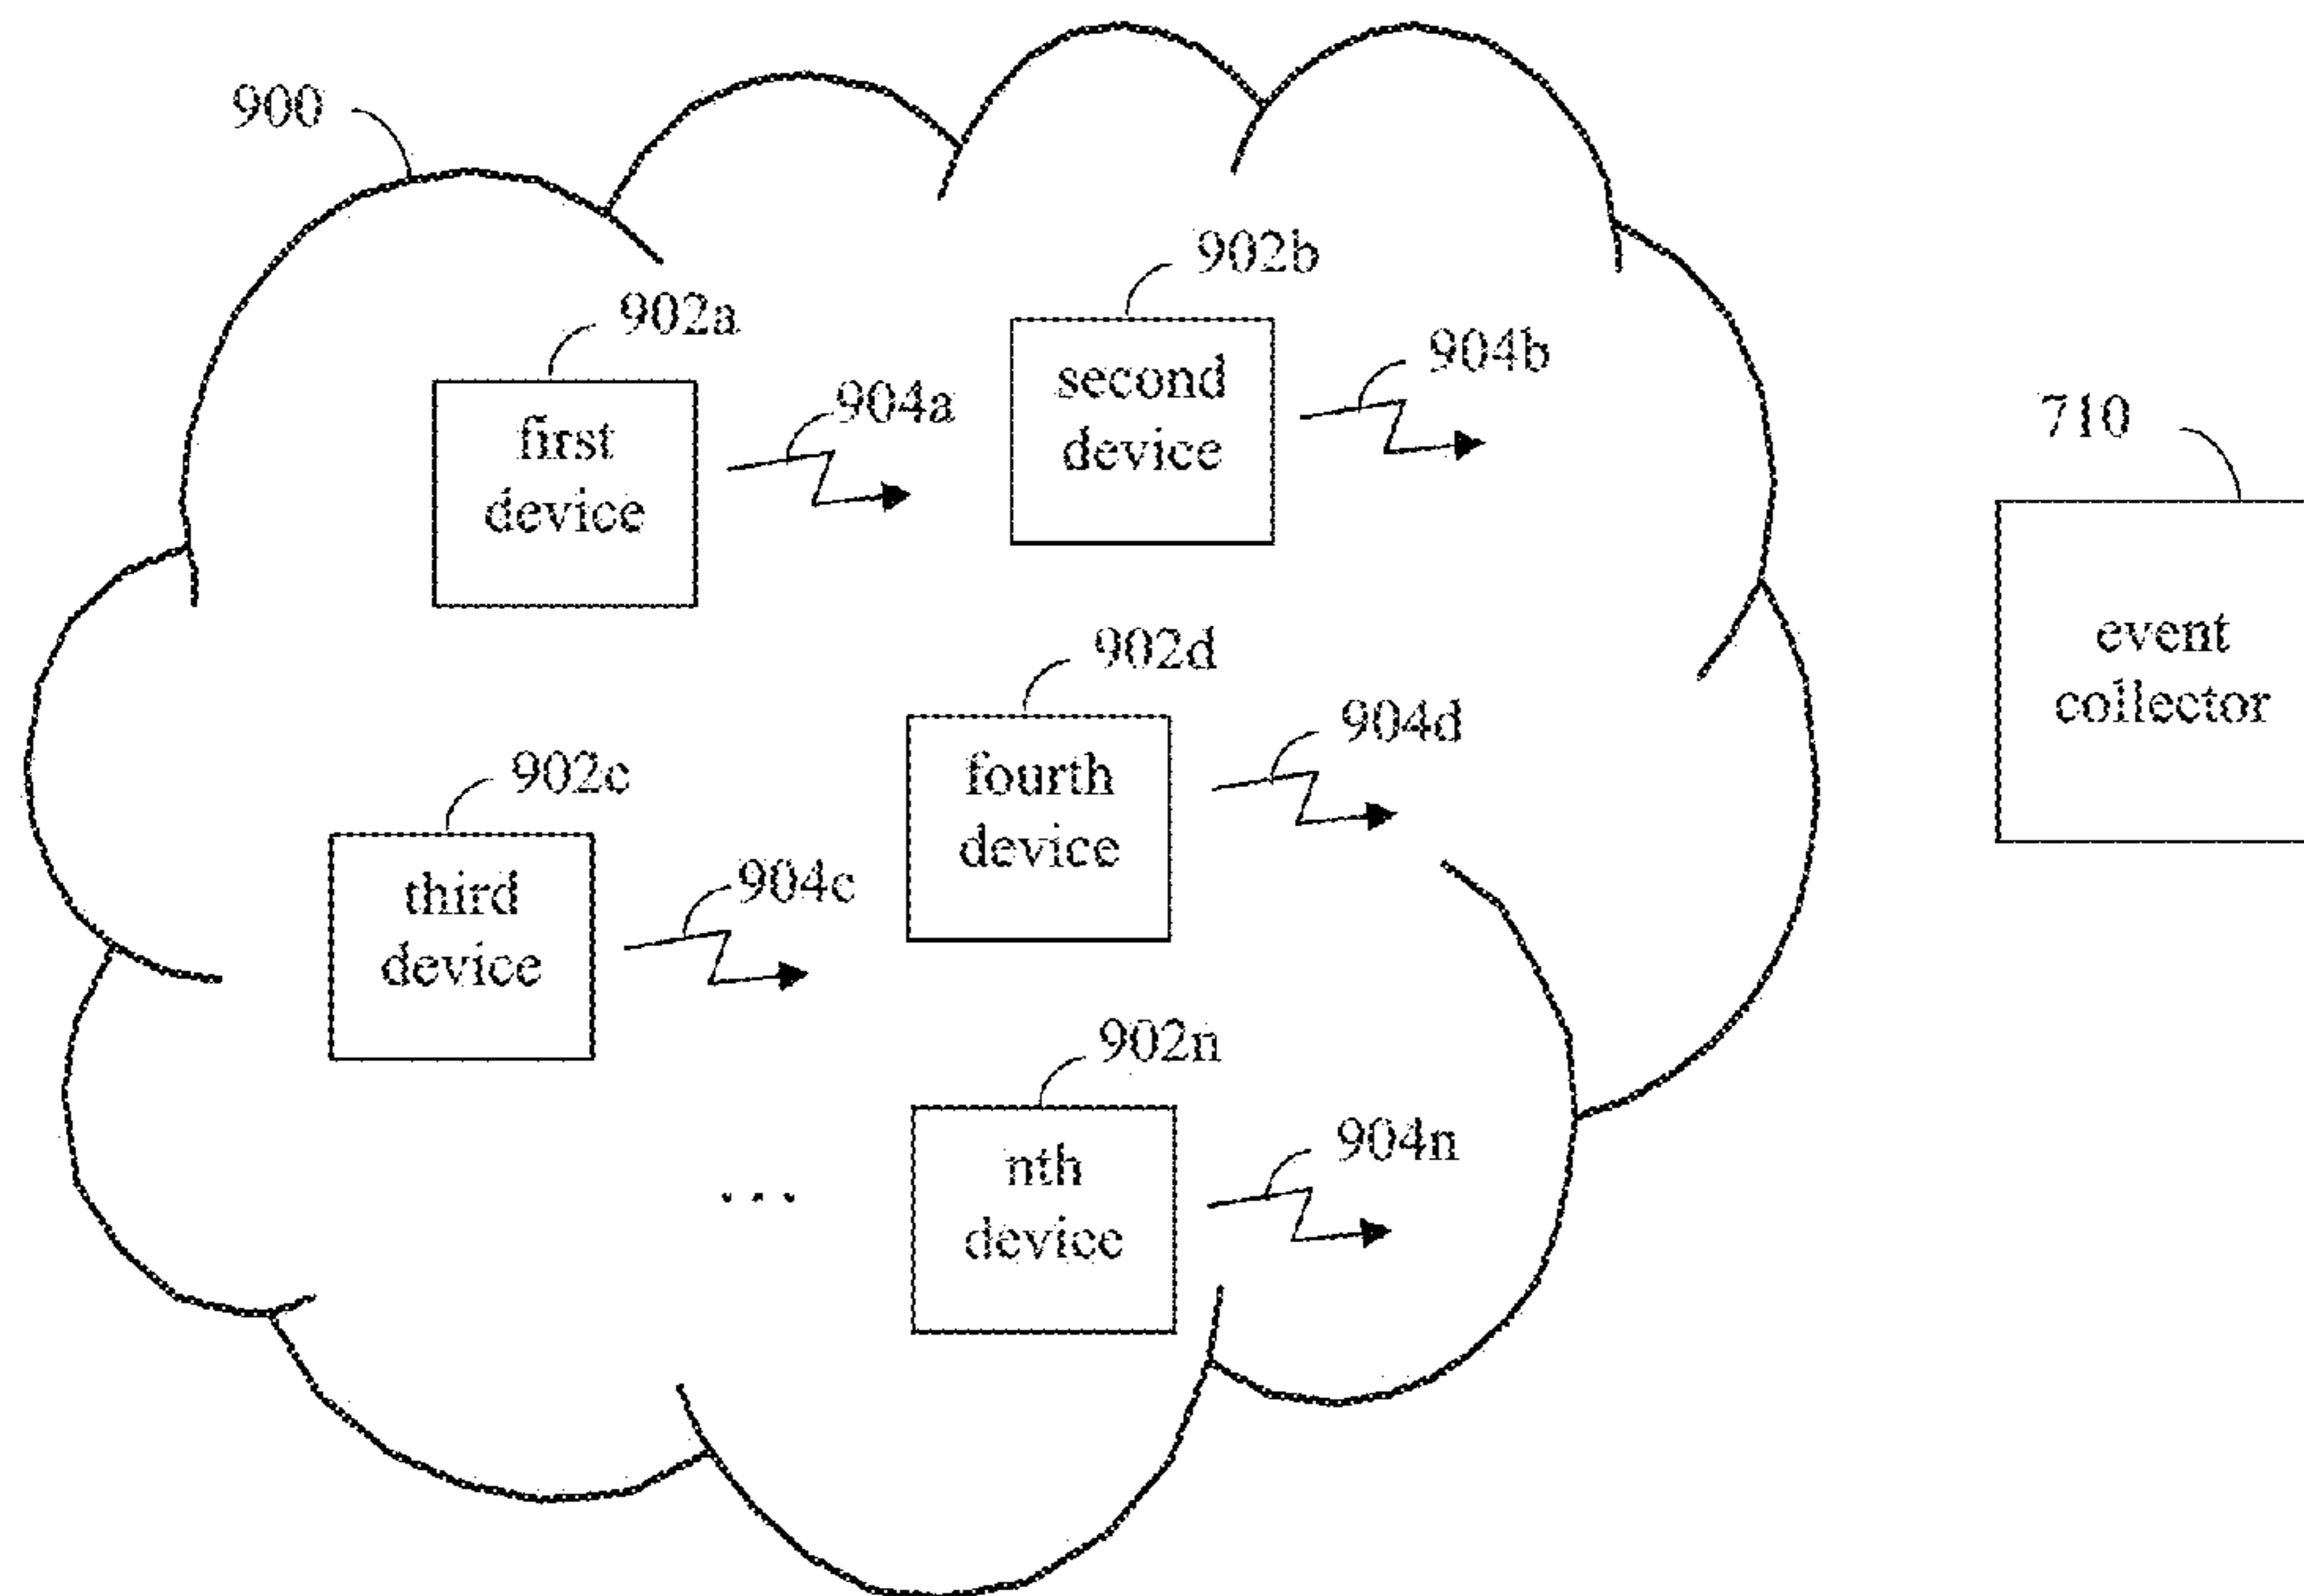 900
902a
first
device
904a
902b
second
device
904b
710
event
collector
902c
third
device
904c
902d
fourth
device
904d
...
902n
nth
device
904n